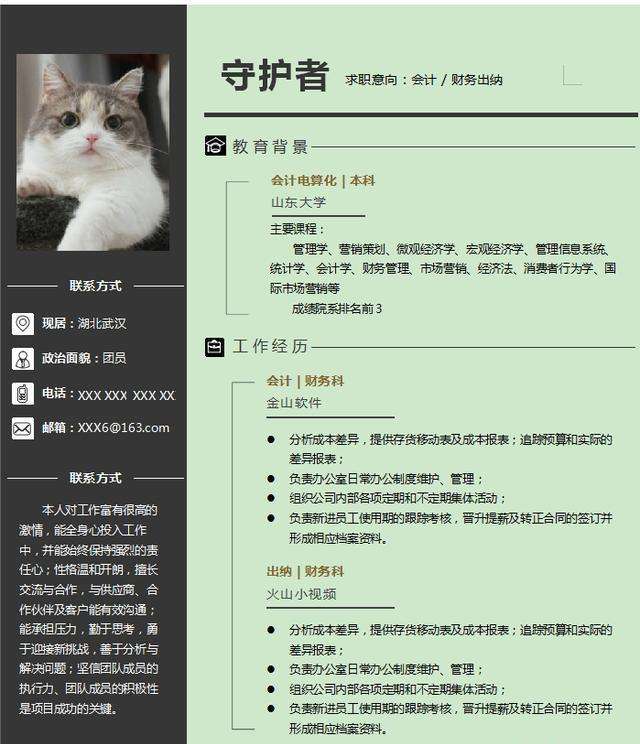 守护者
求职意向：会计 / 财务出纳
联系方式
现居：湖北武汉
政治面貌：团员
电话：XXX XXX XXX XX
邮箱：XXX6@163.com
联系方式
本人对工作富有很高的
激情，能全身心投入工作
中，并能始终保持强烈的责
任心；性格温和开朗，擅长
交流与合作，与供应商、合
作伙伴及客户能有效沟通；
能承担压力，勤于思考，勇
于迎接新挑战，善于分析与
解决问题；坚信团队成员的
执行力、团队成员的积极性
是项目成功的关键。
教育背景
会计电算化 | 本科
山东大学
主要课程：
管理学、营销策划、微观经济学、宏观经济学、管理信息系统、
统计学、会计学、财务管理、市场营销、经济法、消费者行为学、国
际市场营销等
成绩院系排名前 3
工作经历
会计 | 财务科
金山软件
● 分析成本差异，提供存货移动表及成本报表；追踪预算和实际的
差异报表；
● 负责办公室日常办公制度维护、管理；
● 组织公司内部各项定期和不定期集体活动；
● 负责新进员工使用期的跟踪考核，晋升提薪及转正合同的签订并
形成相应档案资料。
出纳 | 财务科
火山小视频
● 分析成本差异，提供存货移动表及成本报表；追踪预算和实际的
差异报表；
● 负责办公室日常办公制度维护、管理；
● 组织公司内部各项定期和不定期集体活动；
● 负责新进员工使用期的跟踪考核，晋升提薪及转正合同的签订并
形成相应档案资料。